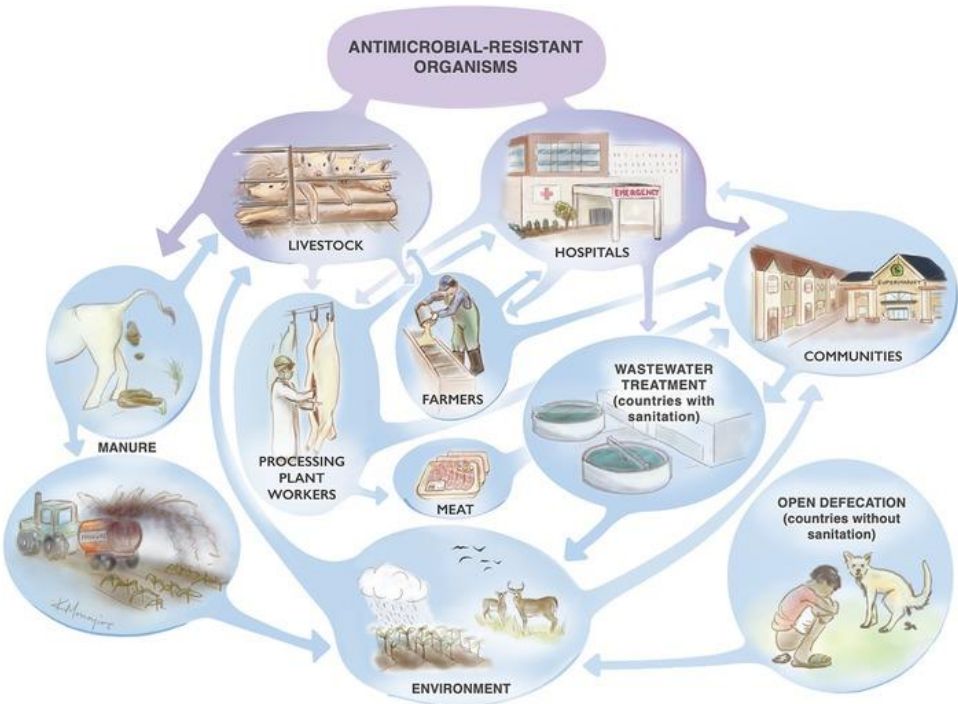 ANTIMICROBIAL-RESISTANT
ORGANISMS
LIVESTOCK
EMERGENCY
HOSPITALS
SUPERMARKET
COMMUNITIES
MANURE
FARMERS
PROCESSING
PLANT
WORKERS
MEAT
WASTEWATER
TREATMENT
(countries with
sanitation)
OPEN DEFECATION
(countries without
sanitation)
ENVIRONMENT